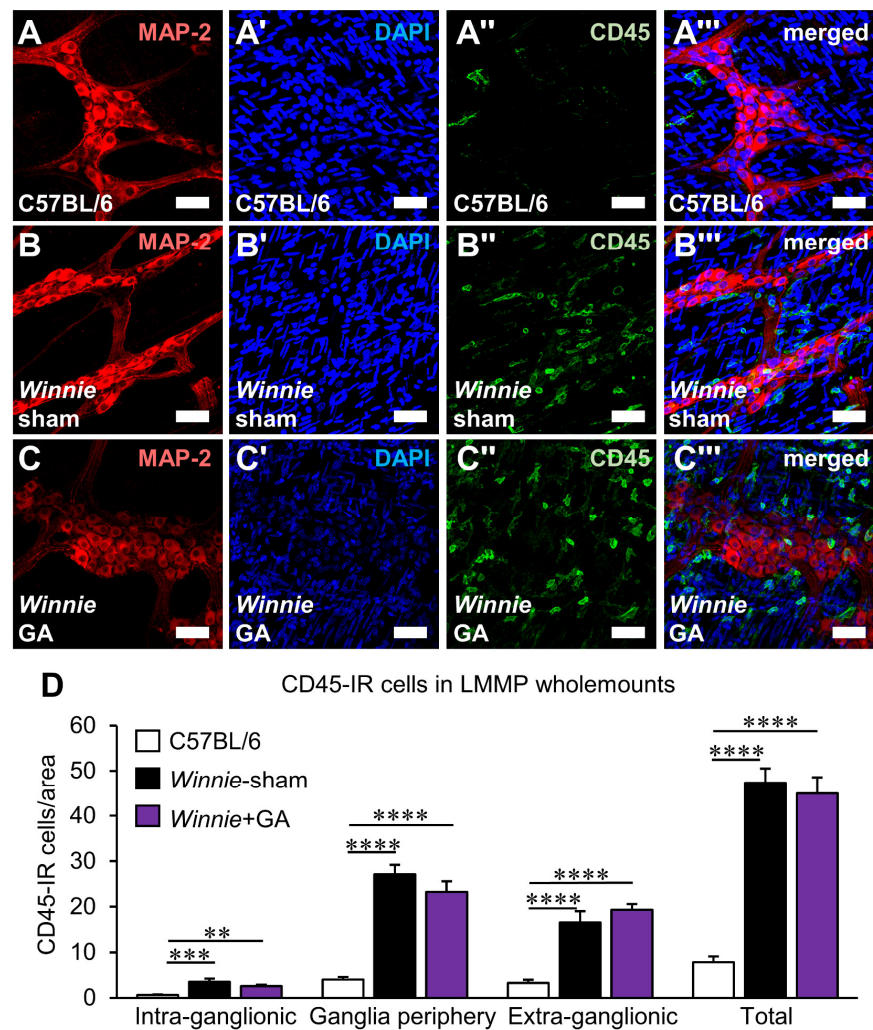 A MAP-2 A' DAPI A'' CD45 A''' merged
C57BL/6 C57BL/6 C57BL/6
B MAP-2 B' DAPI B'' CD45 B''' merged
Winnie Winnie Winnie Winnie
sham sham sham sham
C MAP-2 C' DAPI C'' CD45 C''' merged
Winnie Winnie Winnie Winnie
GA GA GA GA
D CD45-IR cells in LMMP wholemounts
CD45-IR cells/area
60
50
40
30
20
10
0
C57BL/6
Winnie-sham
Winnie+GA
*** **
**** ****
**** ****
**** ****
Intra-ganglionic Ganglia periphery Extra-ganglionic Total